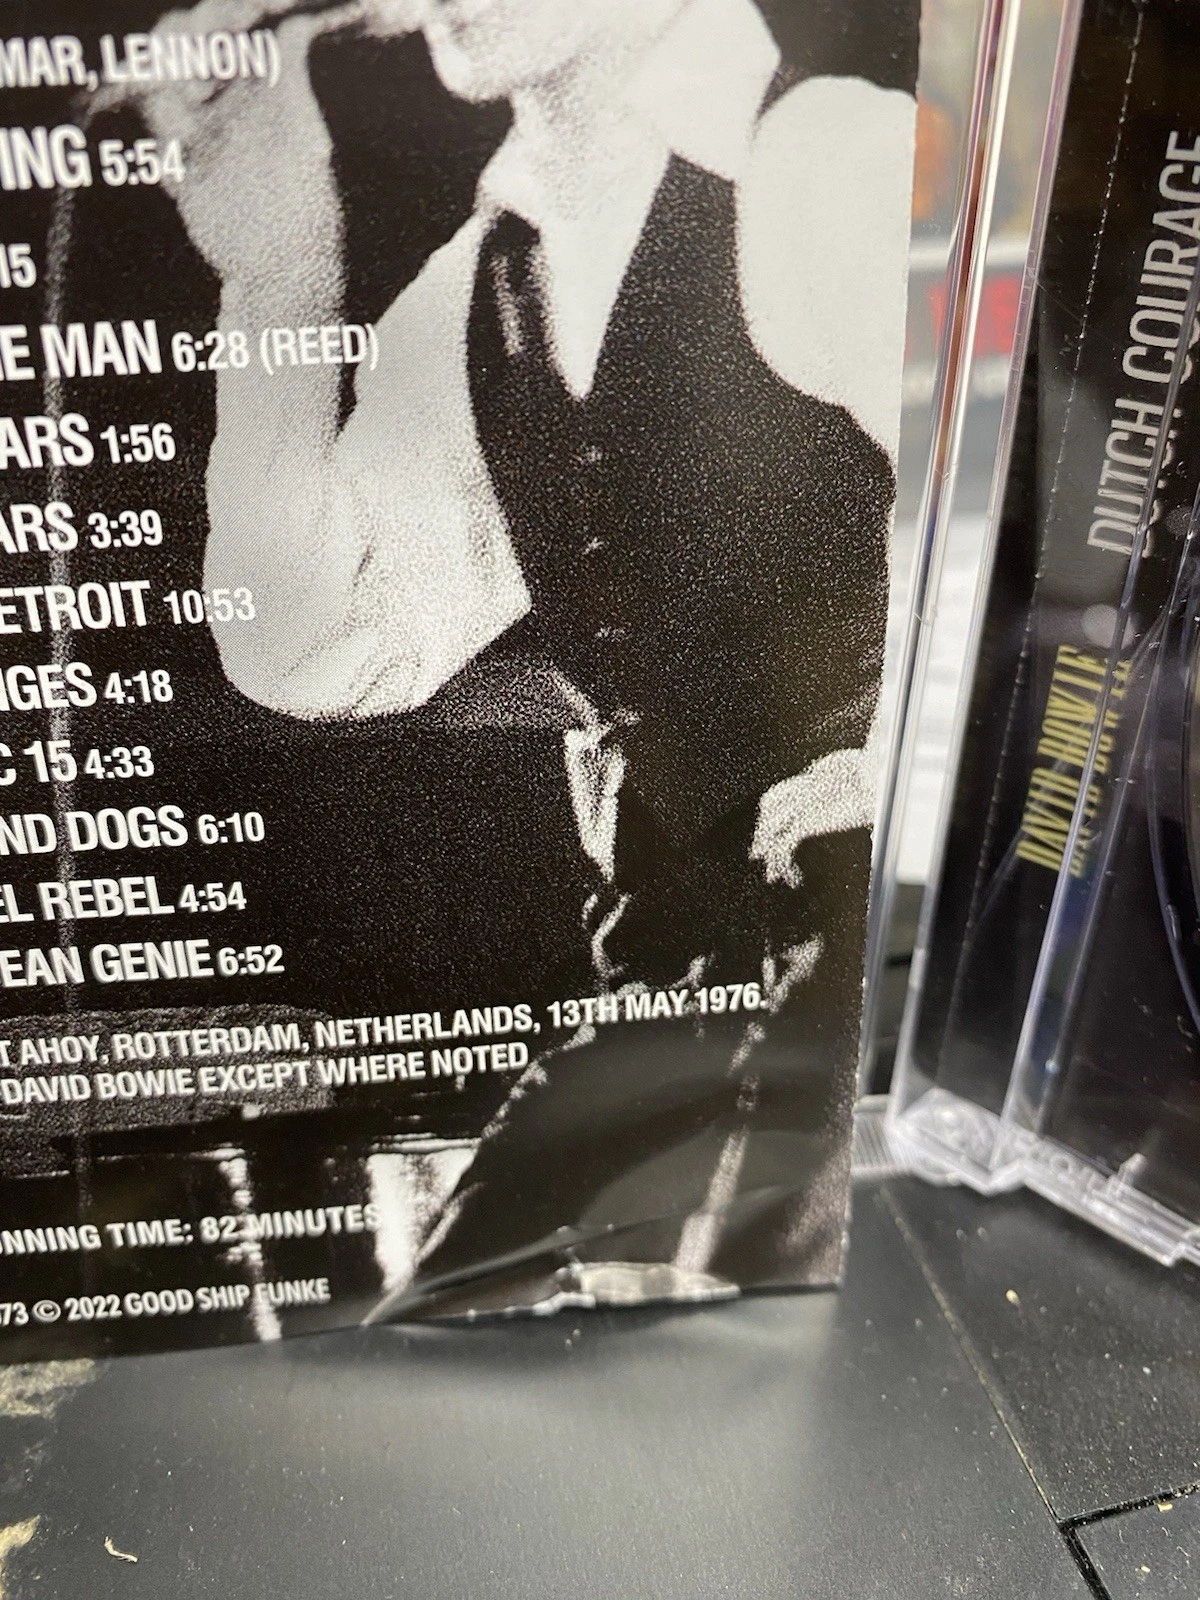 MAR, LENNON)
ING 5:54
15
E MAN 6:28 (REED)
ARS 1:56
ARS 3:39
ETROIT 10:53
NGES 4:18
C 15 4:33
ND DOGS 6:10
EL REBEL 4:54
EAN GENIE 6:52
T AHOY, ROTTERDAM, NETHERLANDS, 13TH MAY 1976.
DAVID BOWIE EXCEPT WHERE NOTED
UNNING TIME: 82 MINUTES
73 © 2022 GOOD SHIP FUNKE
DAVID BOWIE
DUTCH COURAGE